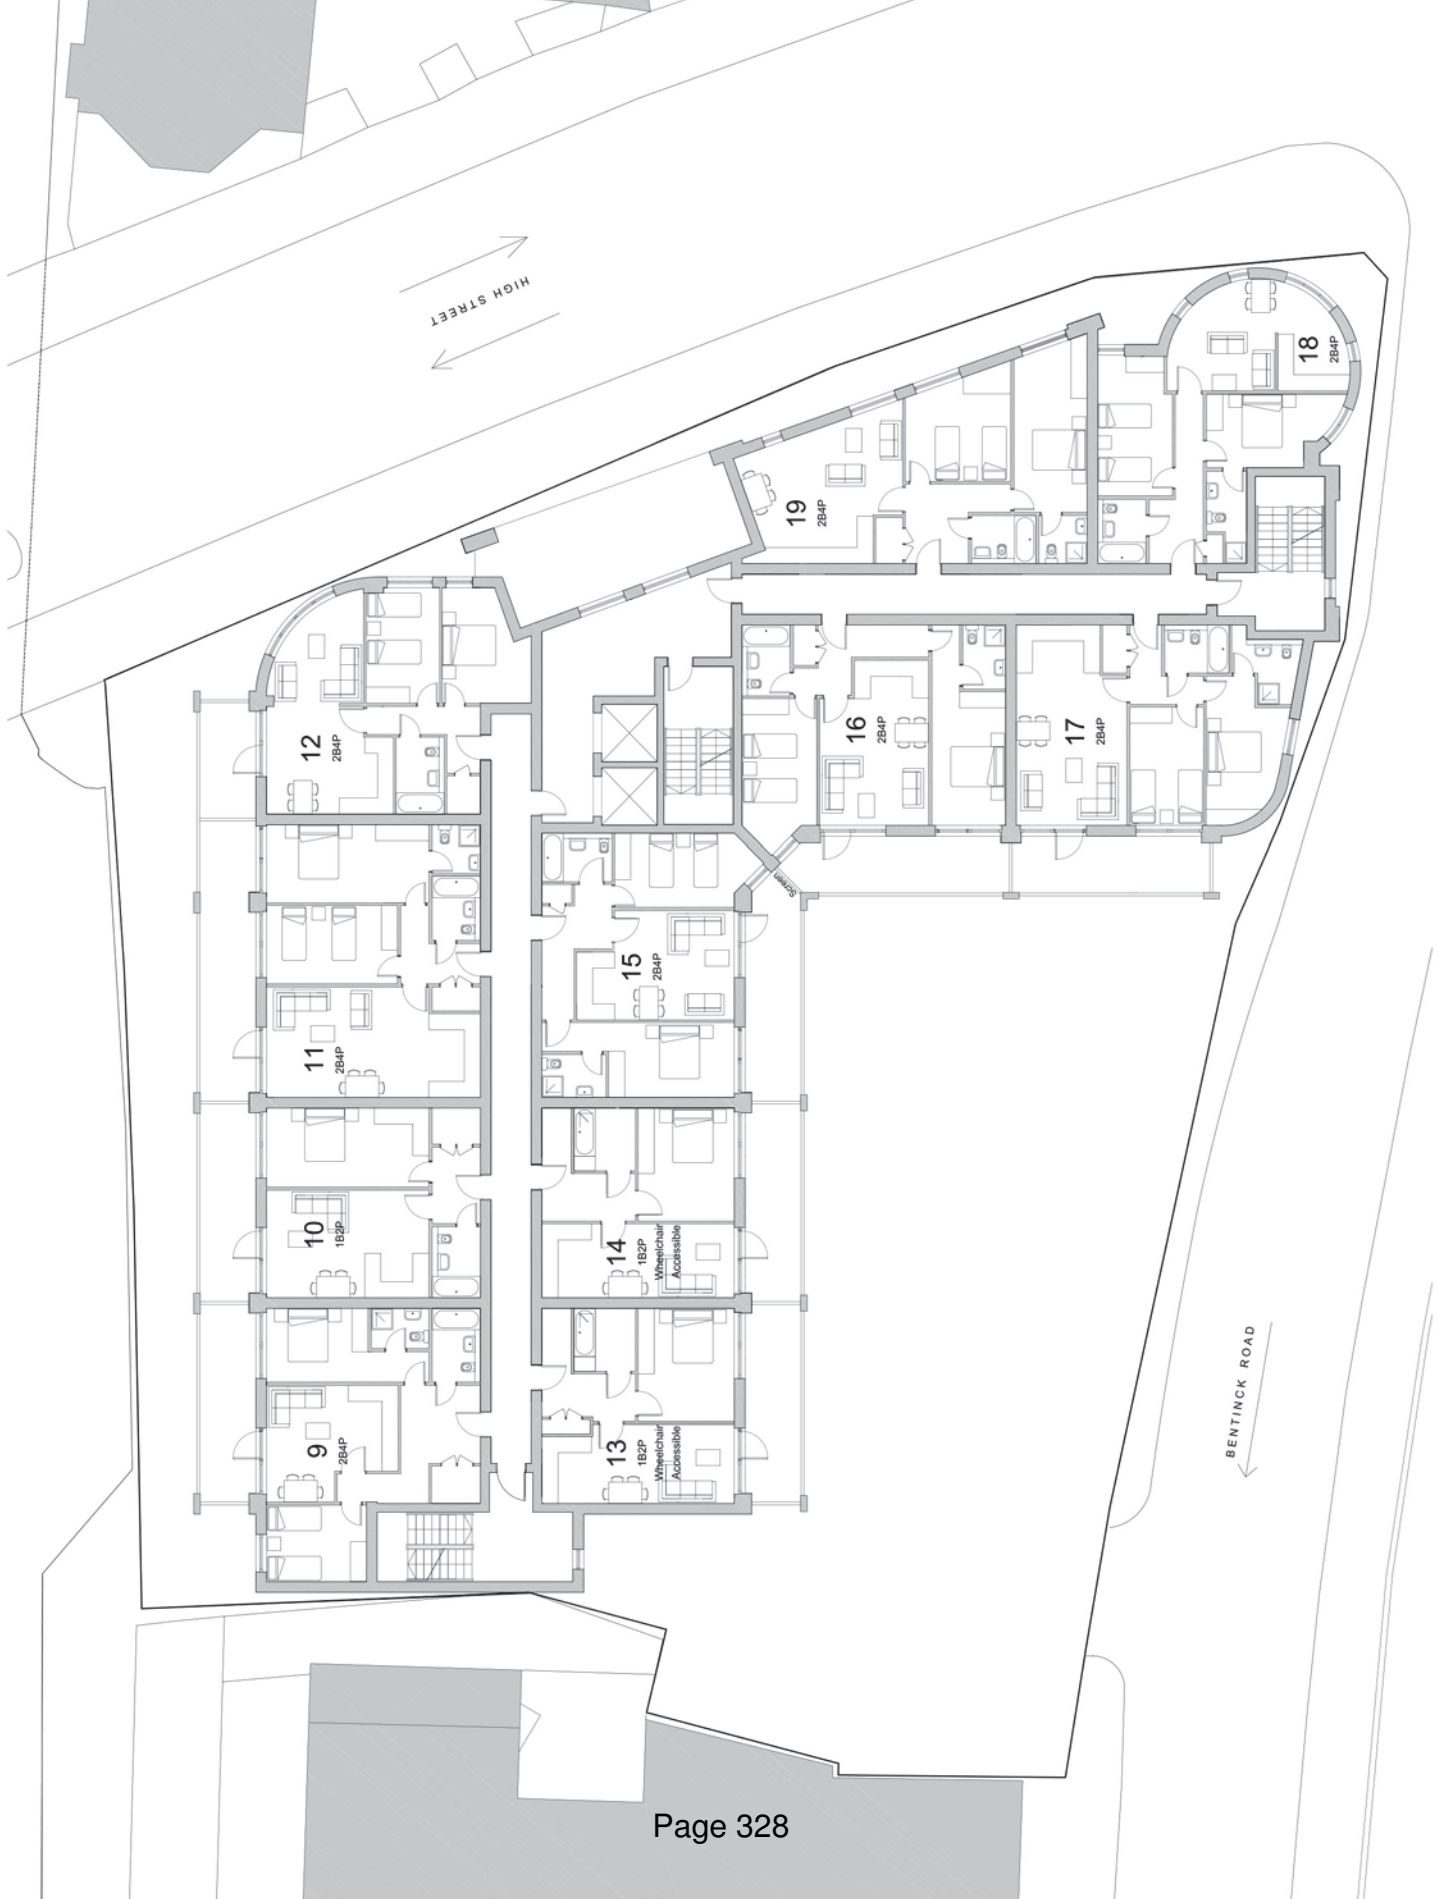 HIGH STREET
18
2B4P
19
2B4P
12
2B4P
16
2B4P
17
2B4P
Screen
15
2B4P
11
2B4P
10
1B2P
14
1B2P
Wheelchair
Accessible
9
2B4P
13
1B2P
Wheelchair
Accessible
BENTINCK ROAD
Page 328